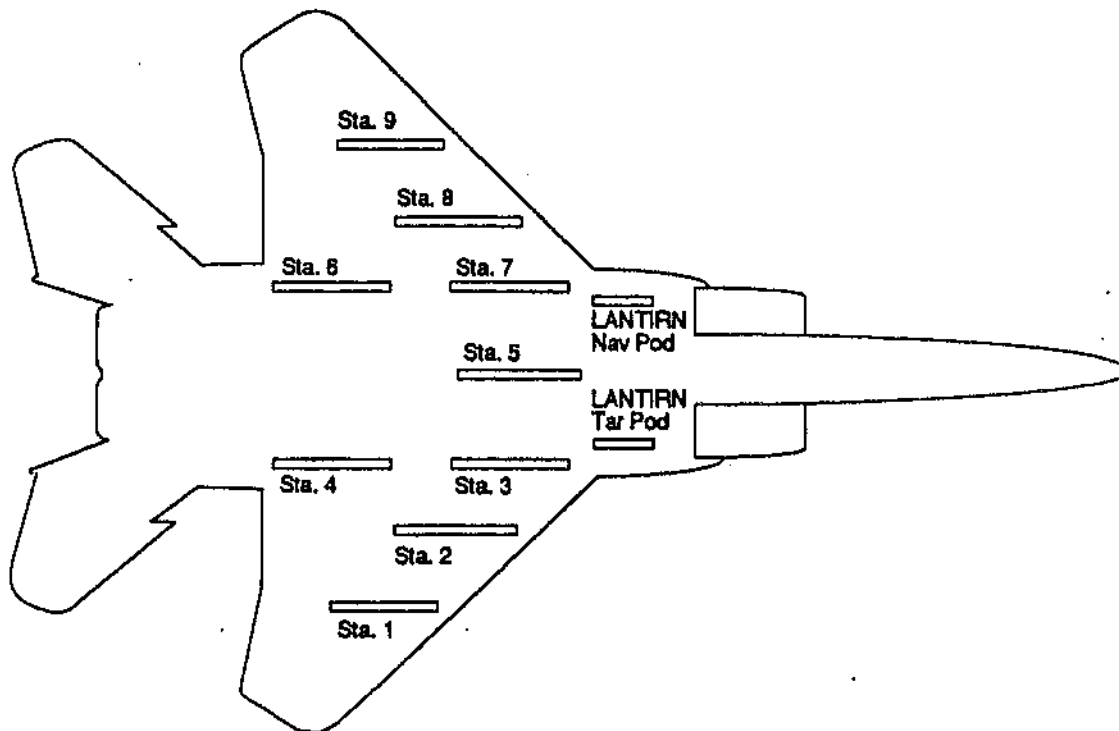 Sta. 9
Sta. 8
Sta. 6
Sta. 7
LANTIRN
Nav Pod
Sta. 5
LANTIRN
Tar Pod
Sta. 4
Sta. 3
Sta. 2
Sta. 1